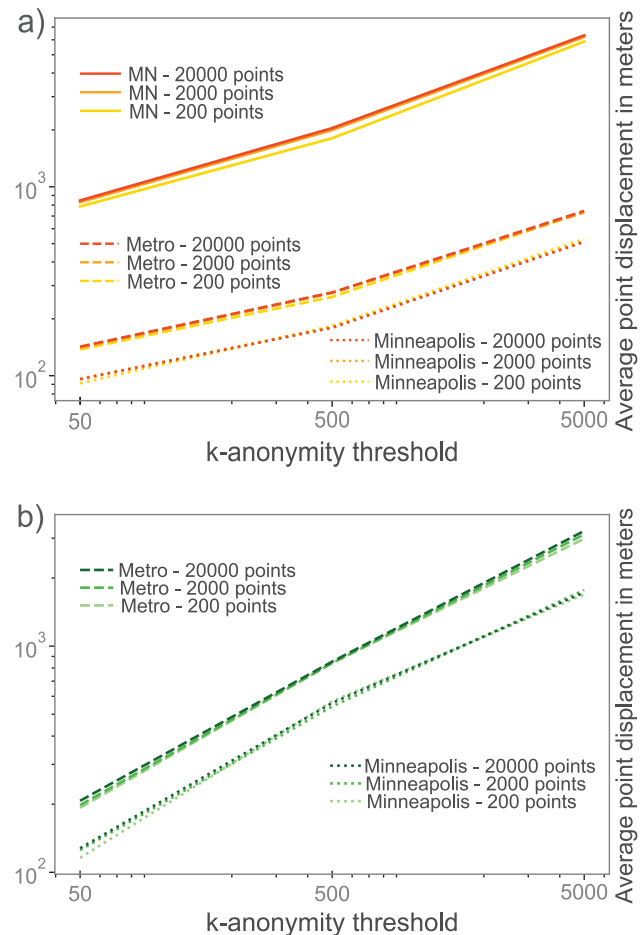 a)
MN - 20000 points
MN - 2000 points
MN - 200 points
10³
Metro - 20000 points
Metro - 2000 points
Metro - 200 points
Minneapolis - 20000 points
Minneapolis - 2000 points
Minneapolis - 200 points
10²
50 500 5000
k-anonymity threshold
Average point displacement in meters
b)
Metro - 20000 points
Metro - 2000 points
Metro - 200 points
10³
Minneapolis - 20000 points
Minneapolis - 2000 points
Minneapolis - 200 points
10²
50 500 5000
k-anonymity threshold
Average point displacement in meters